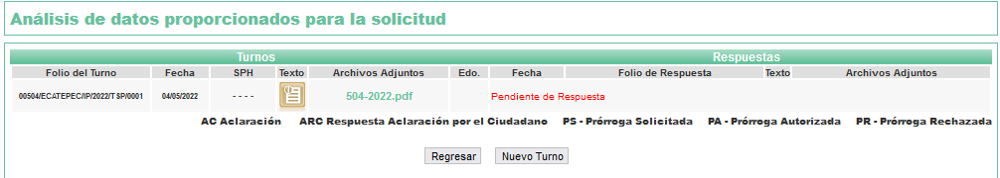 Análisis de datos proporcionados para la solicitud
Turnos Respuestas
Folio del Turno Fecha SPH Texto Archivos Adjuntos Edo. Fecha Folio de Respuesta Texto Archivos Adjuntos
00504/ECATEPEC/IP/2022/TSP/0001 04/05/2022 - - - - 504-2022.pdf Pendiente de Respuesta
AC Aclaración ARC Respuesta Aclaración por el Ciudadano PS - Prórroga Solicitada PA - Prórroga Autorizada PR - Prórroga Rechazada
Regresar Nuevo Turno